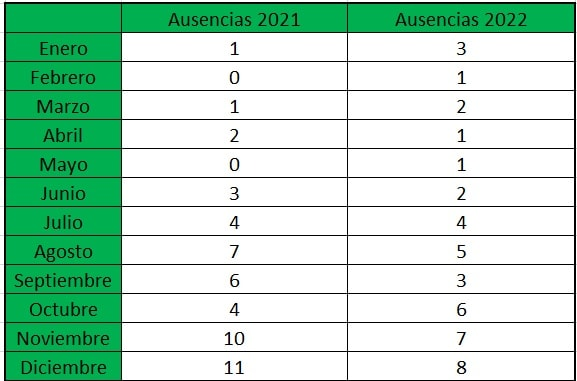 Ausencias 2021 Ausencias 2022
Enero 1 3
Febrero 0 1
Marzo 1 2
Abril 2 1
Mayo 0 1
Junio 3 2
Julio 4 4
Agosto 7 5
Septiembre 6 3
Octubre 4 6
Noviembre 10 7
Diciembre 11 8